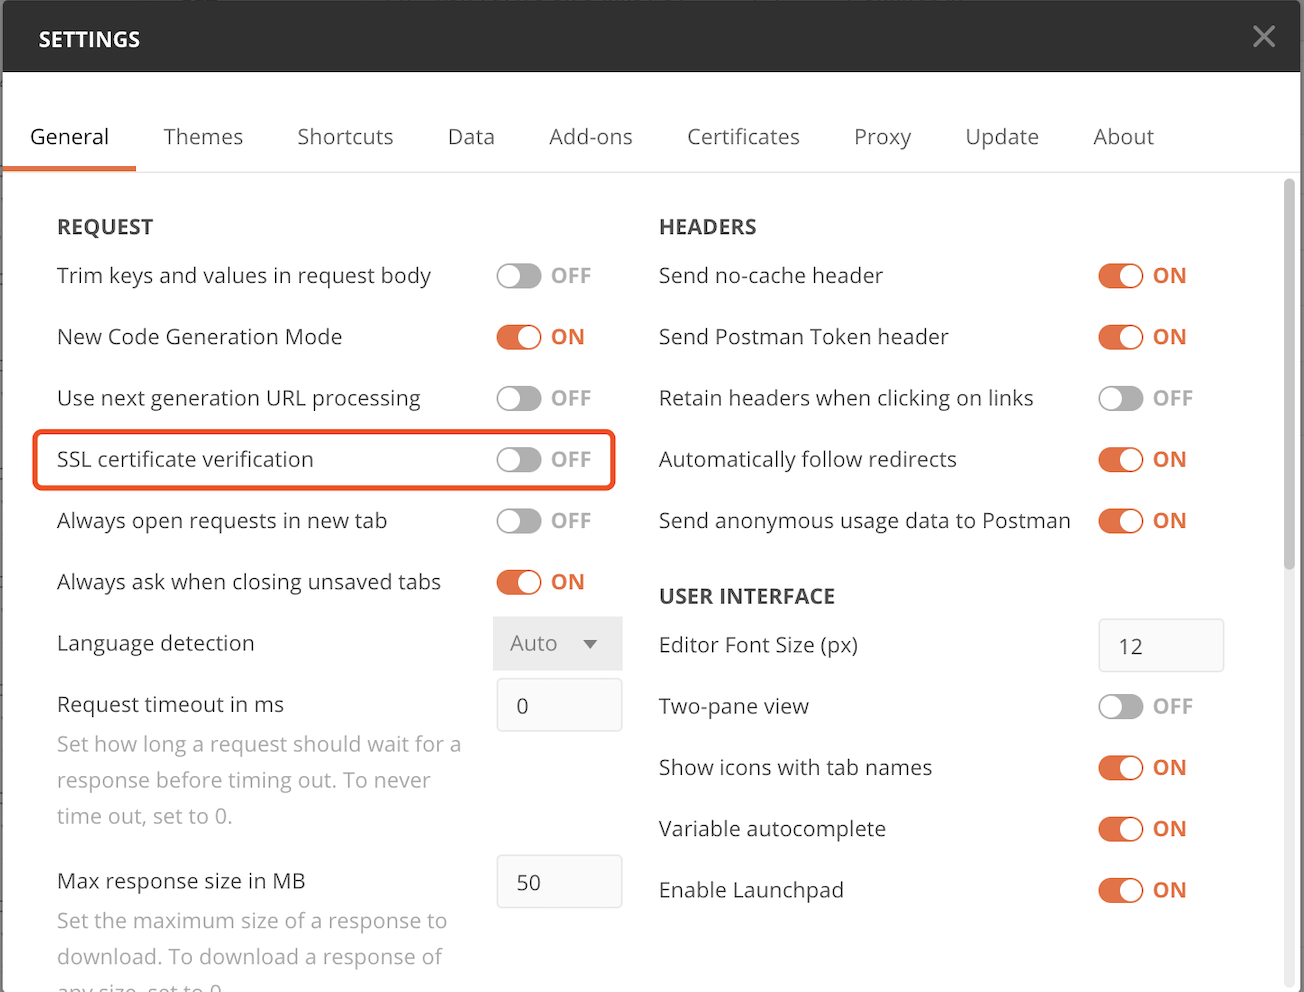 SETTINGS
General Themes Shortcuts Data Add-ons Certificates Proxy Update About
REQUEST
Trim keys and values in request body OFF
New Code Generation Mode ON
Use next generation URL processing OFF
SSL certificate verification OFF
Always open requests in new tab OFF
Always ask when closing unsaved tabs ON
Language detection Auto
Request timeout in ms 0
Set how long a request should wait for a
response before timing out. To never
time out, set to 0.
Max response size in MB 50
Set the maximum size of a response to
download. To download a response of
any size, set to 0.
HEADERS
Send no-cache header ON
Send Postman Token header ON
Retain headers when clicking on links OFF
Automatically follow redirects ON
Send anonymous usage data to Postman ON
USER INTERFACE
Editor Font Size (px) 12
Two-pane view OFF
Show icons with tab names ON
Variable autocomplete ON
Enable Launchpad ON